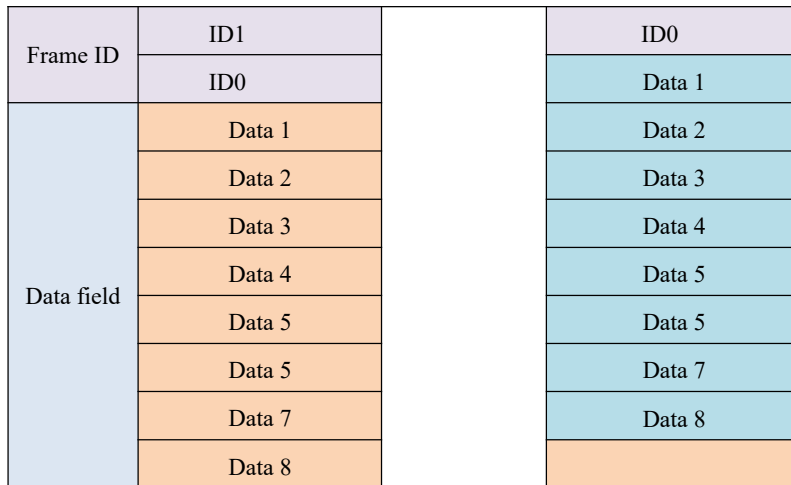 Frame ID
ID1
ID0
ID0
Data 1
Data field
Data 1
Data 2
Data 2
Data 3
Data 3
Data 4
Data 4
Data 5
Data 5
Data 5
Data 5
Data 7
Data 7
Data 8
Data 8